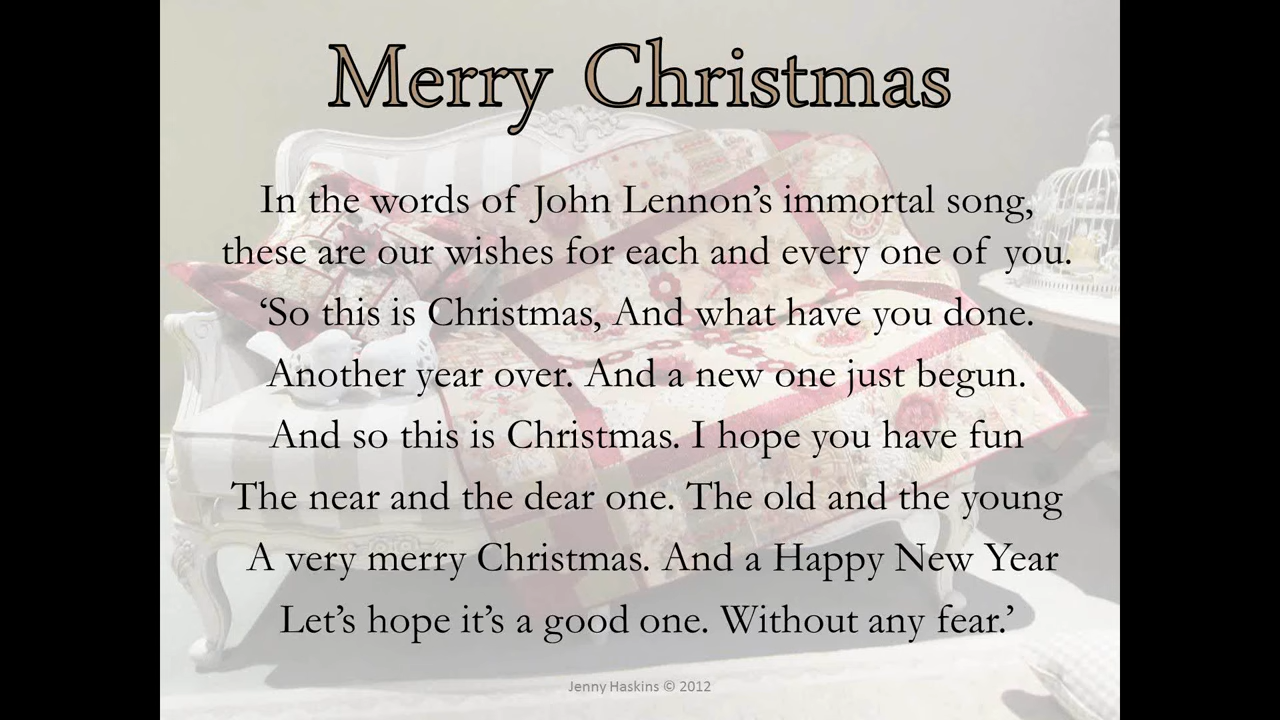 Merry Christmas
In the words of John Lennon’s immortal song,
these are our wishes for each and every one of you.
‘So this is Christmas, And what have you done.
Another year over. And a new one just begun.
And so this is Christmas. I hope you have fun
The near and the dear one. The old and the young
A very merry Christmas. And a Happy New Year
Let’s hope it’s a good one. Without any fear.’
Jenny Haskins © 2012